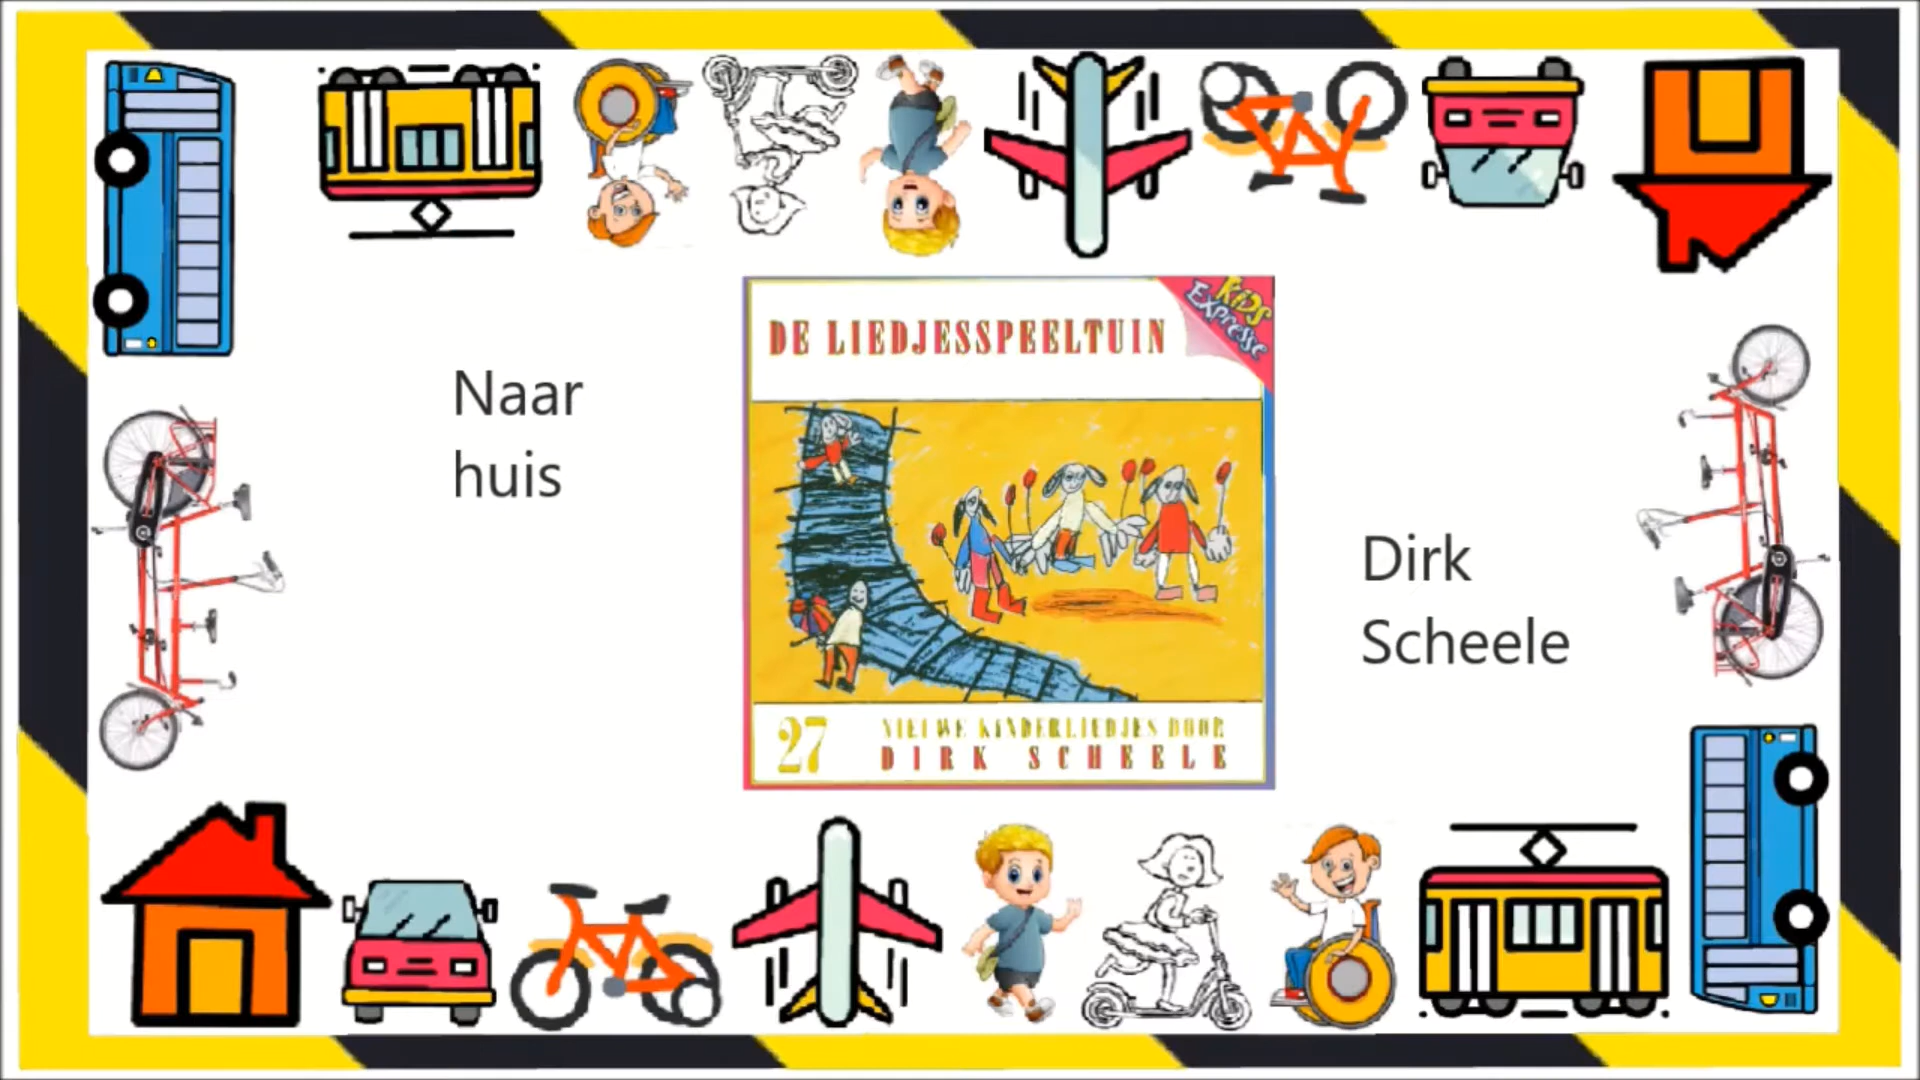 Naar
huis
KiDS
EXPRESSE
DE LIEDJESSPEELTUIN
27
NIEUWE KINDERLIEDJES DOOR
DIRK SCHEELE
Dirk
Scheele